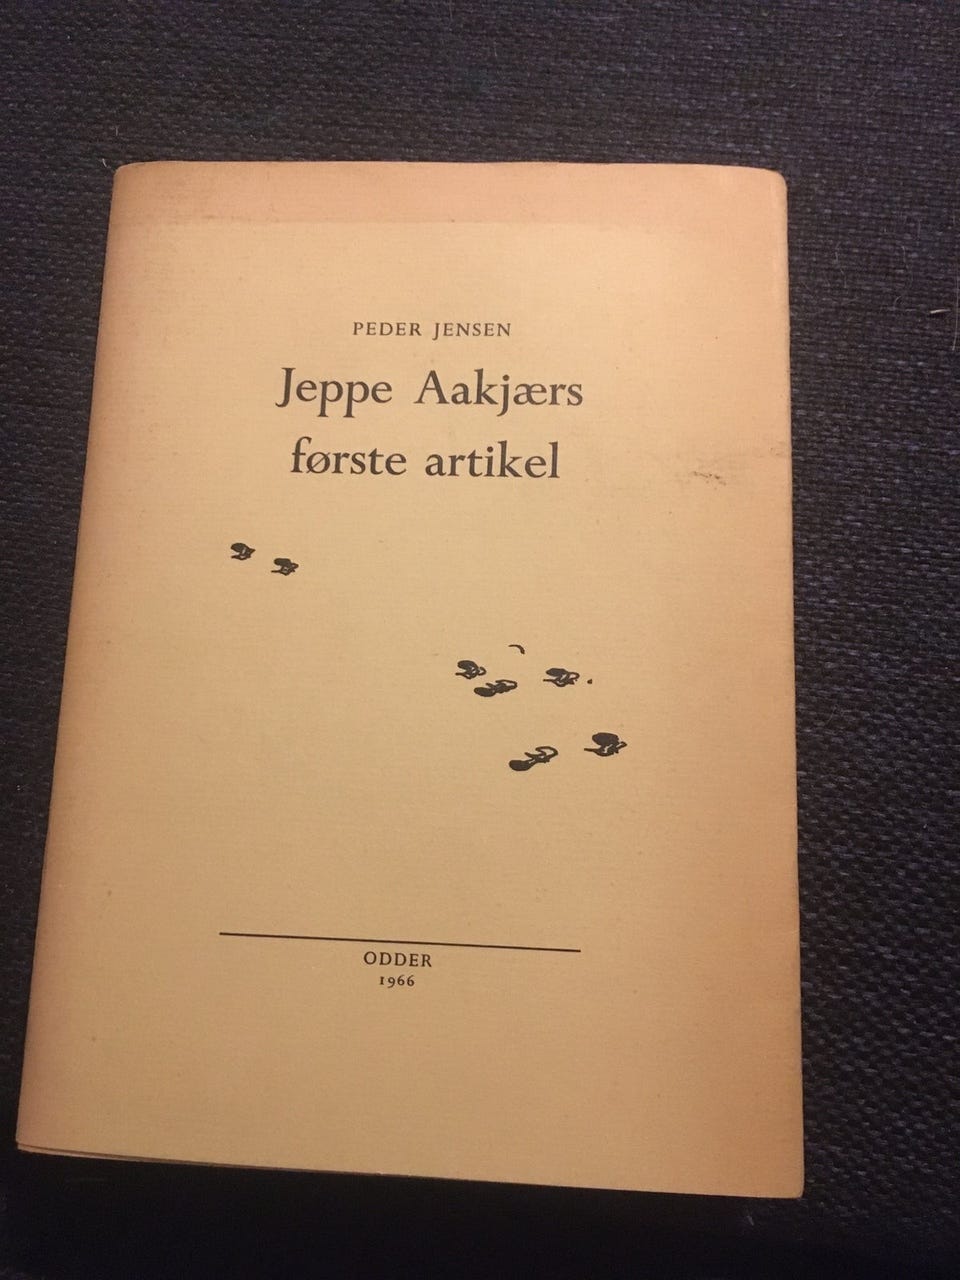 PEDER JENSEN
Jeppe Aakjærs
første artikel
ODDER
1966